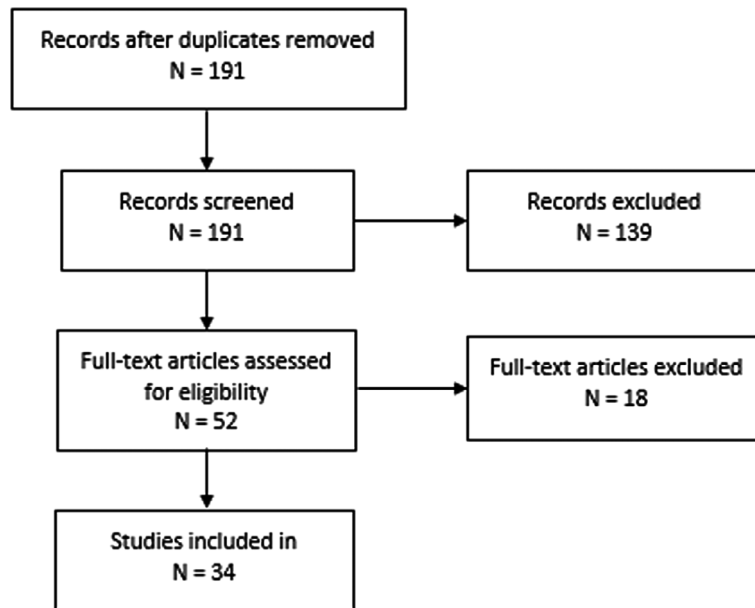 Records after duplicates removed
N = 191
Records screened
N = 191
Records excluded
N = 139
Full-text articles assessed
for eligibility
N = 52
Full-text articles excluded
N = 18
Studies included in
N = 34